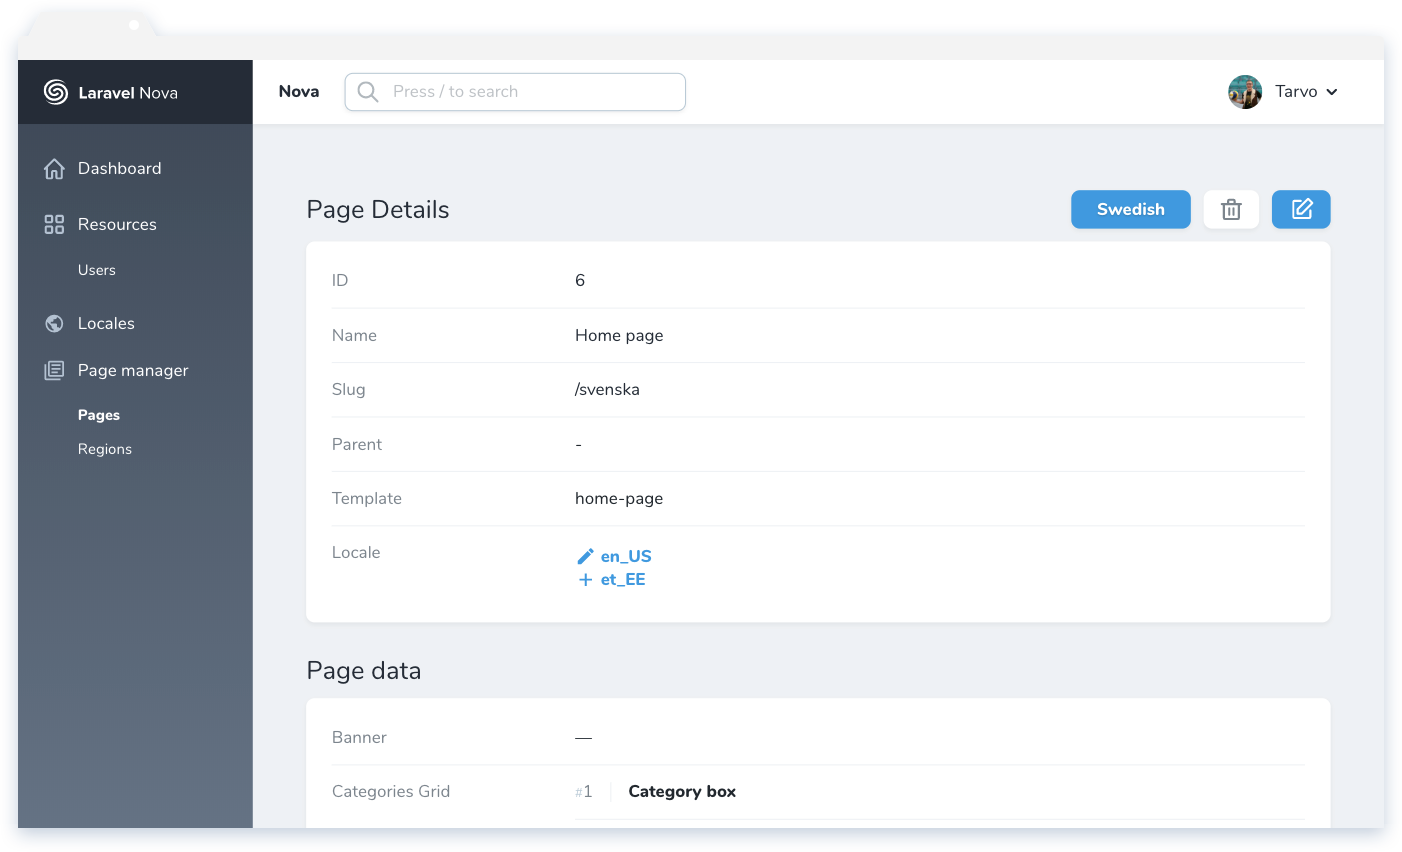 Laravel Nova
Nova
Press / to search
Tarvo
Dashboard
Resources
Users
Locales
Page manager
Pages
Regions
Page Details
Swedish
ID 6
Name Home page
Slug /svenska
Parent -
Template home-page
Locale en_US
+ et_EE
Page data
Banner —
Categories Grid #1 Category box